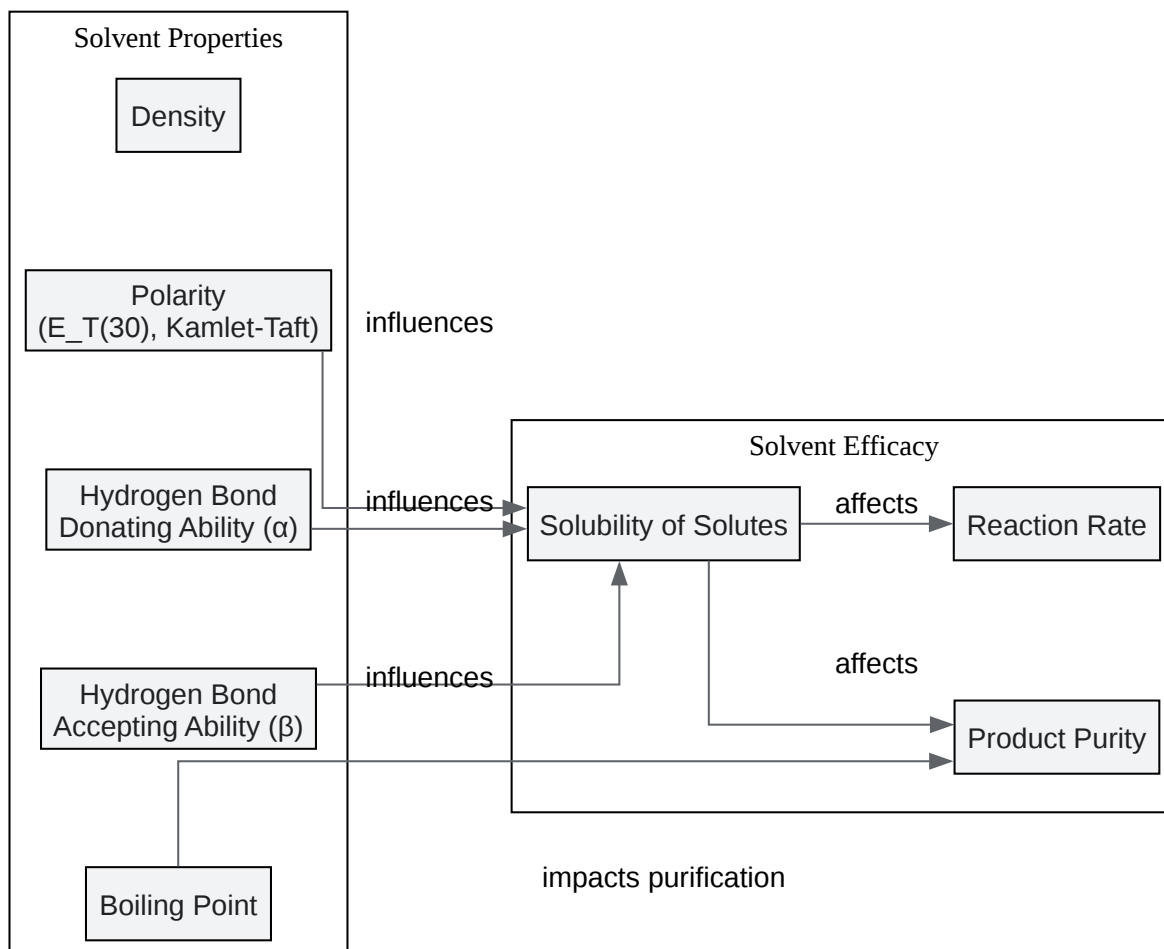 Solvent Properties
Density
Polarity
(E_T(30), Kamlet-Taft)
influences
Hydrogen Bond
Donating Ability (α)
influences
Hydrogen Bond
Accepting Ability (β)
influences
Boiling Point
impacts purification
Solvent Efficacy
Solubility of Solutes
affects
Reaction Rate
affects
Product Purity